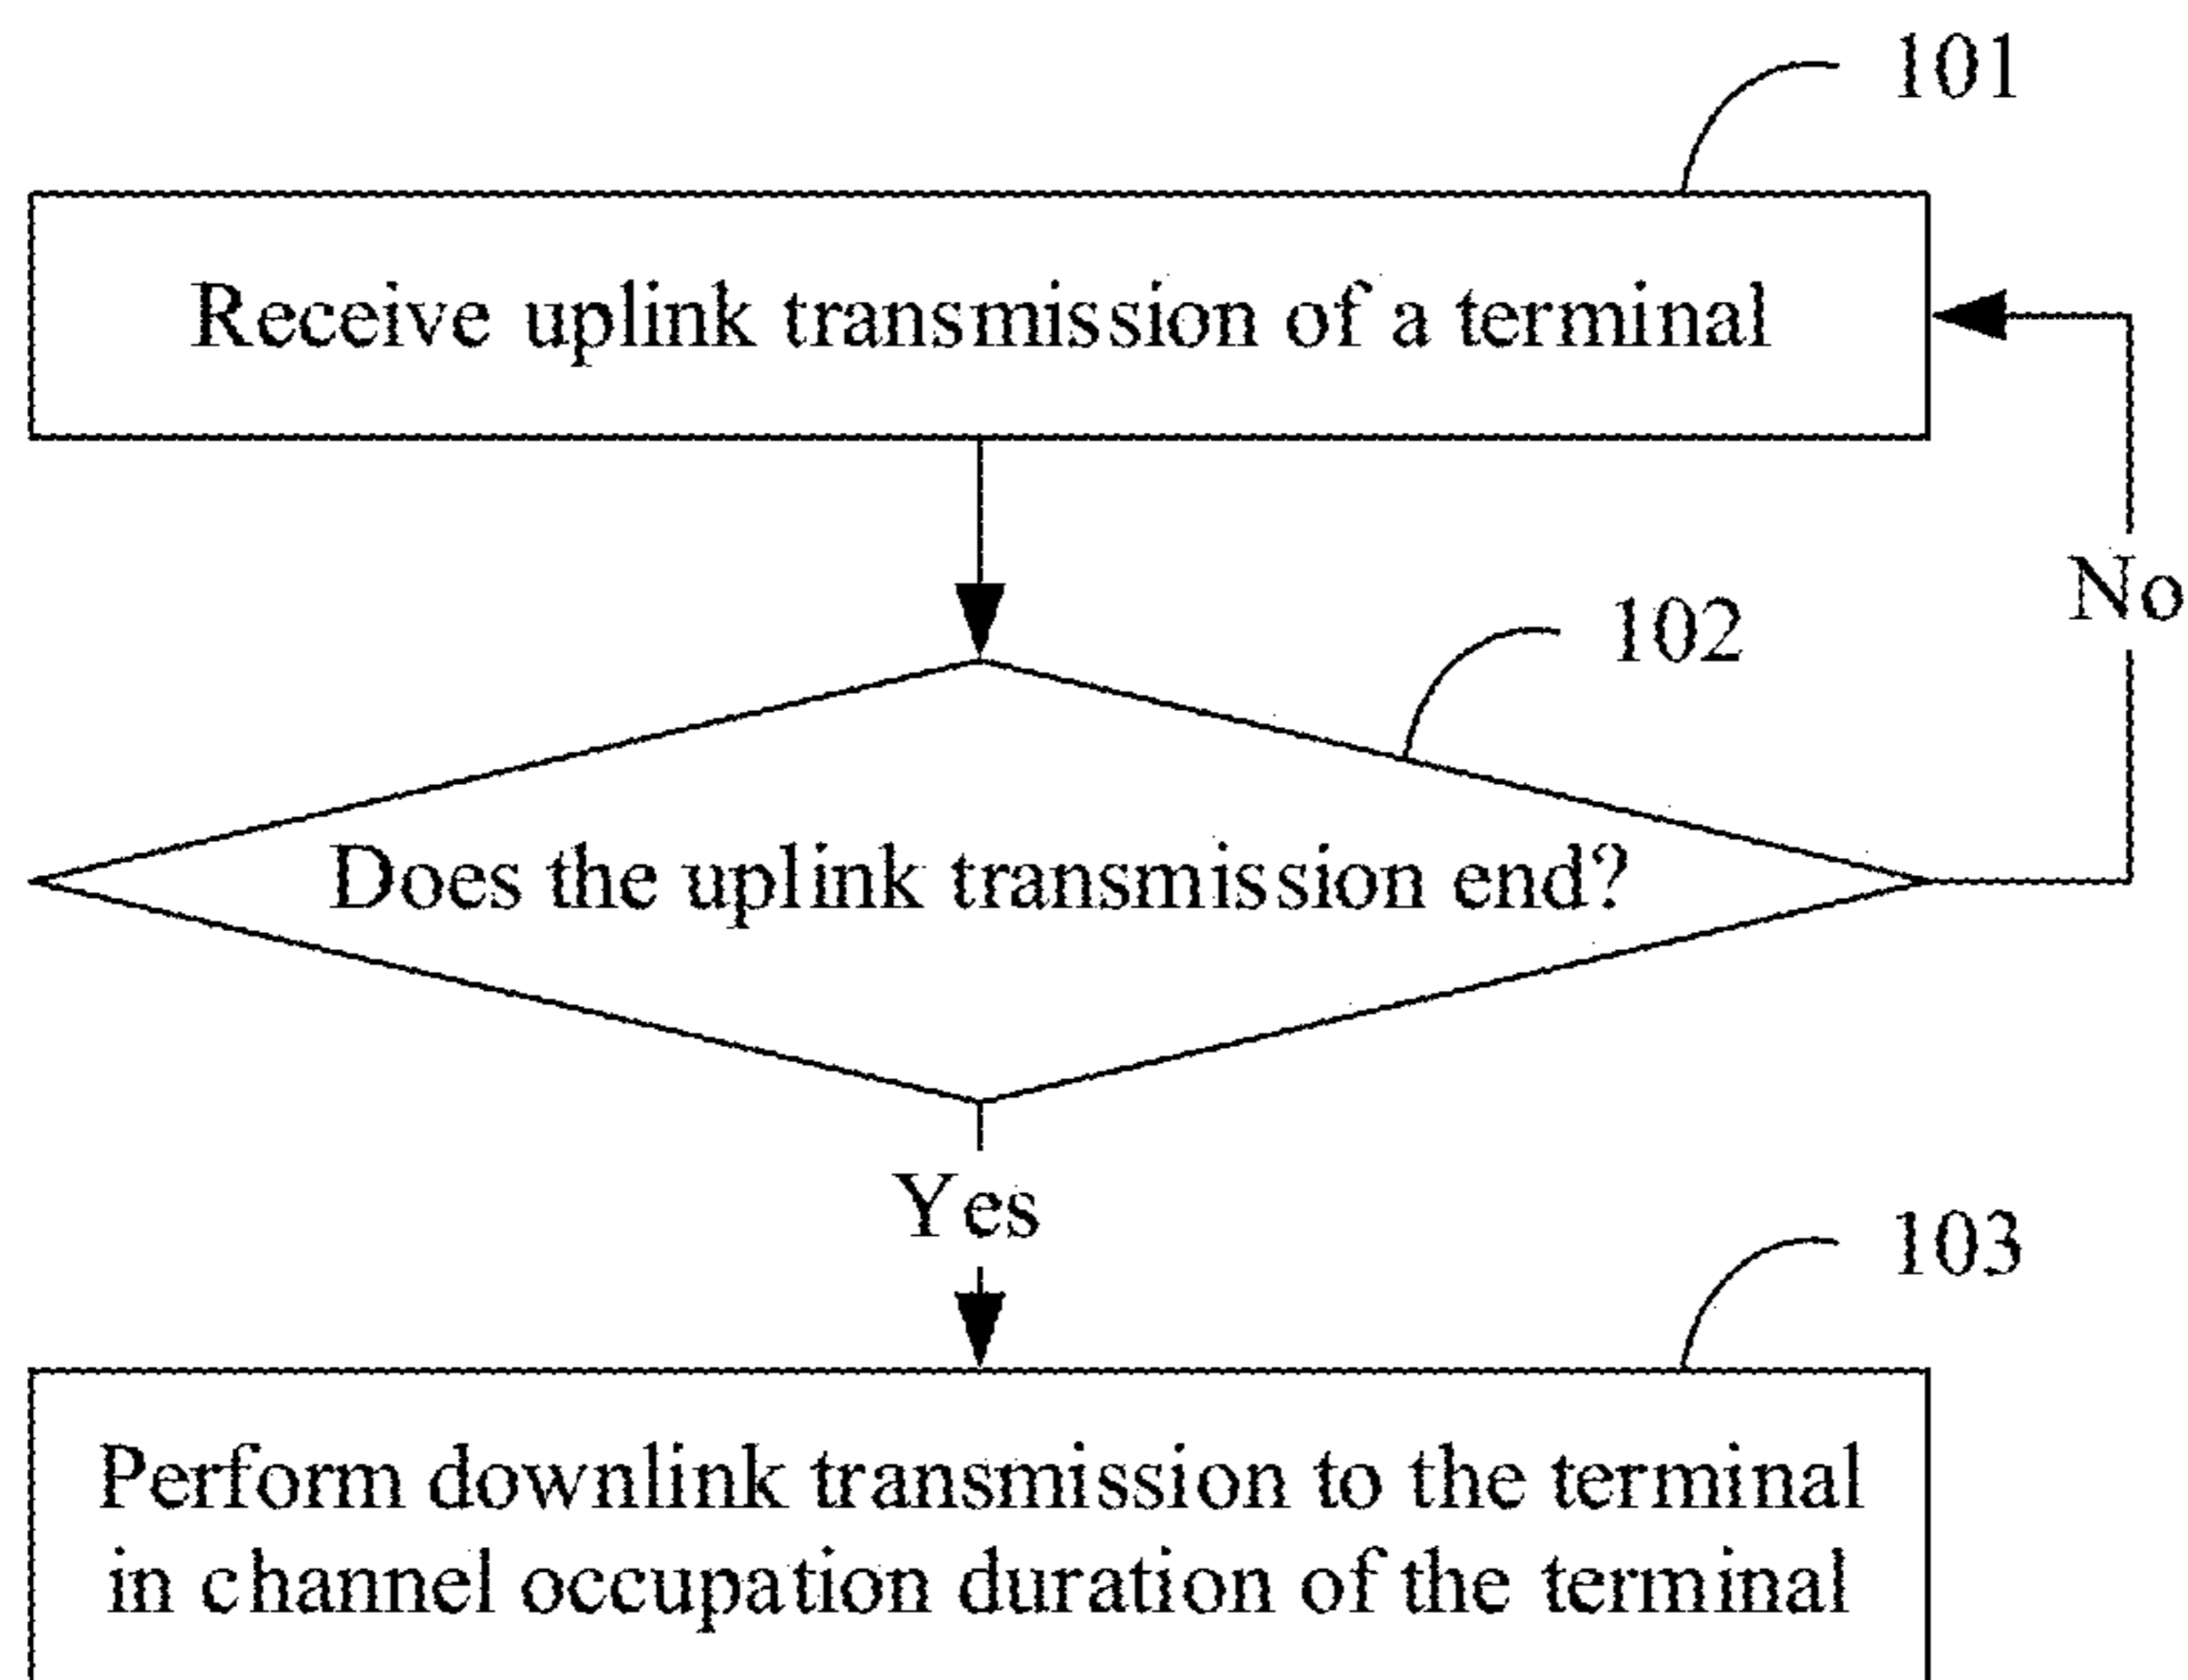 101
Receive uplink transmission of a terminal
No
102
Does the uplink transmission end?
Yes
103
Perform downlink transmission to the terminal
in channel occupation duration of the terminal